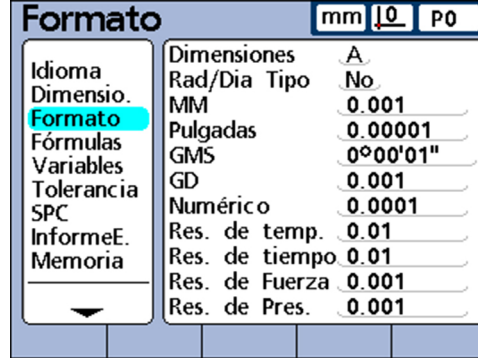 Formato mm 0 P0
Idioma
Dimensio.
Formato
Fórmulas
Variables
Tolerancia
SPC
InformeE.
Memoria
Dimensiones A
Rad/Dia Tipo No
MM 0.001
Pulgadas 0.00001
GMS 0°00'01"
GD 0.001
Numérico 0.0001
Res. de temp. 0.01
Res. de tiempo 0.01
Res. de Fuerza 0.001
Res. de Pres. 0.001